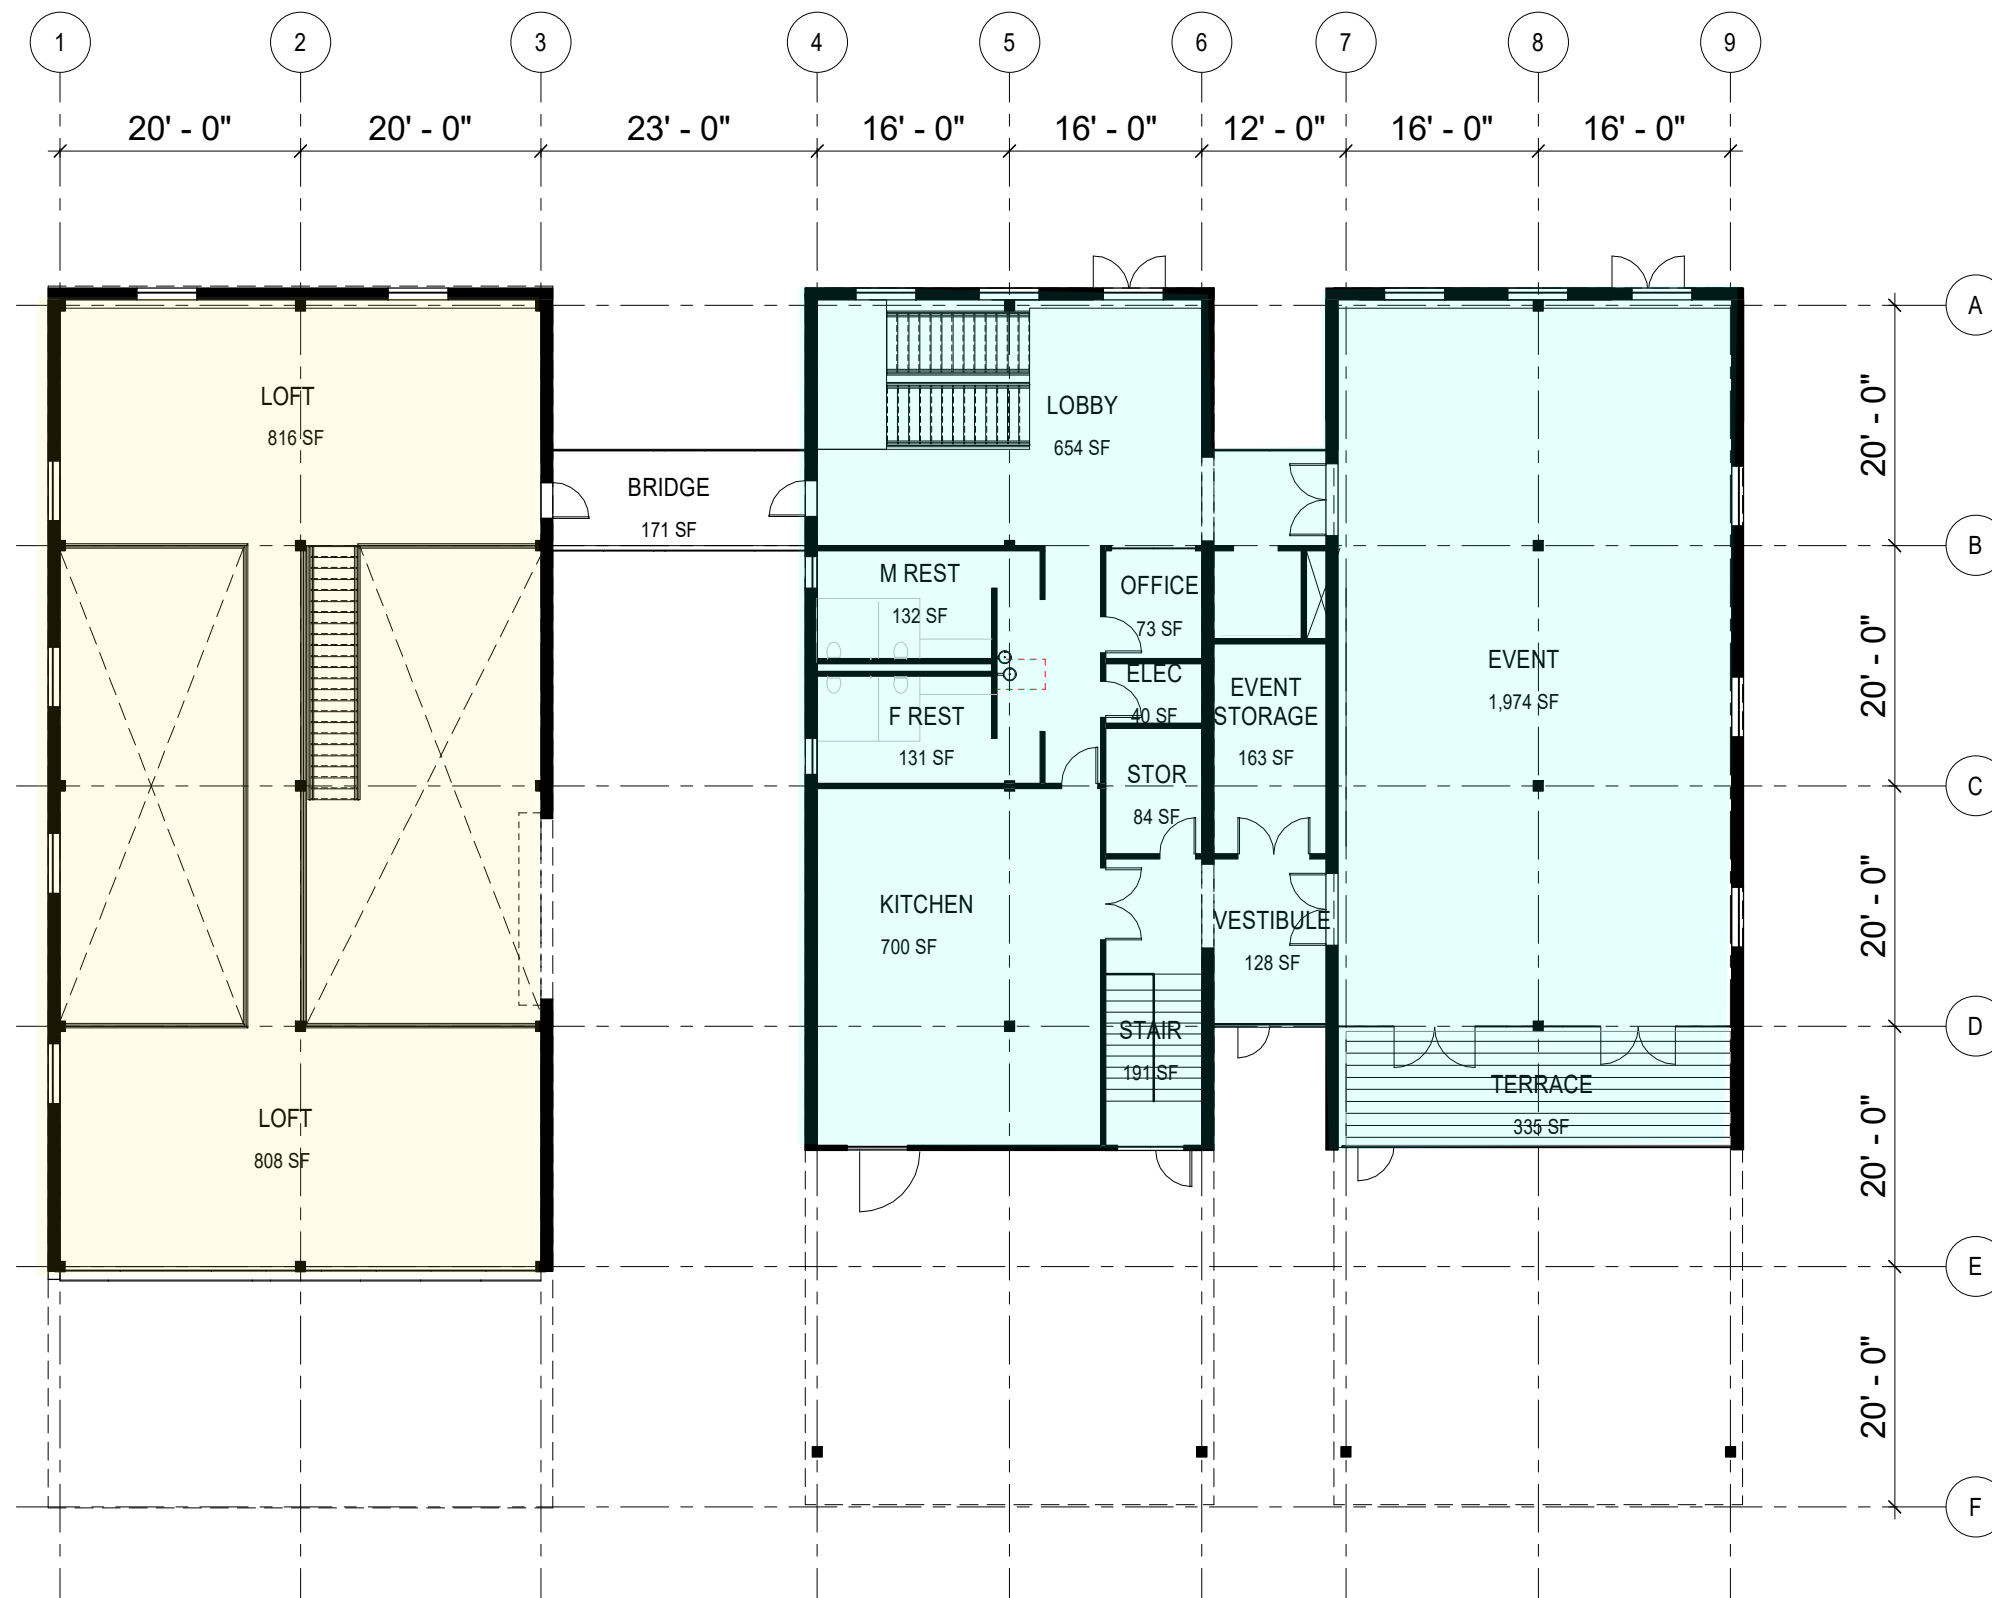 1 2 3 4 5 6 7 8 9
20' - 0" 20' - 0" 23' - 0" 16' - 0" 16' - 0" 12' - 0" 16' - 0" 16' - 0"
A
20' - 0"
B
20' - 0"
C
20' - 0"
D
20' - 0"
E
20' - 0"
F
LOFT
816 SF
BRIDGE
171 SF
LOBBY
654 SF
M REST
132 SF
OFFICE
73 SF
ELEC
40 SF
F REST
131 SF
STOR
84 SF
EVENT
STORAGE
163 SF
EVENT
1,974 SF
KITCHEN
700 SF
VESTIBULE
128 SF
STAIR
191 SF
TERRACE
335 SF
LOFT
808 SF